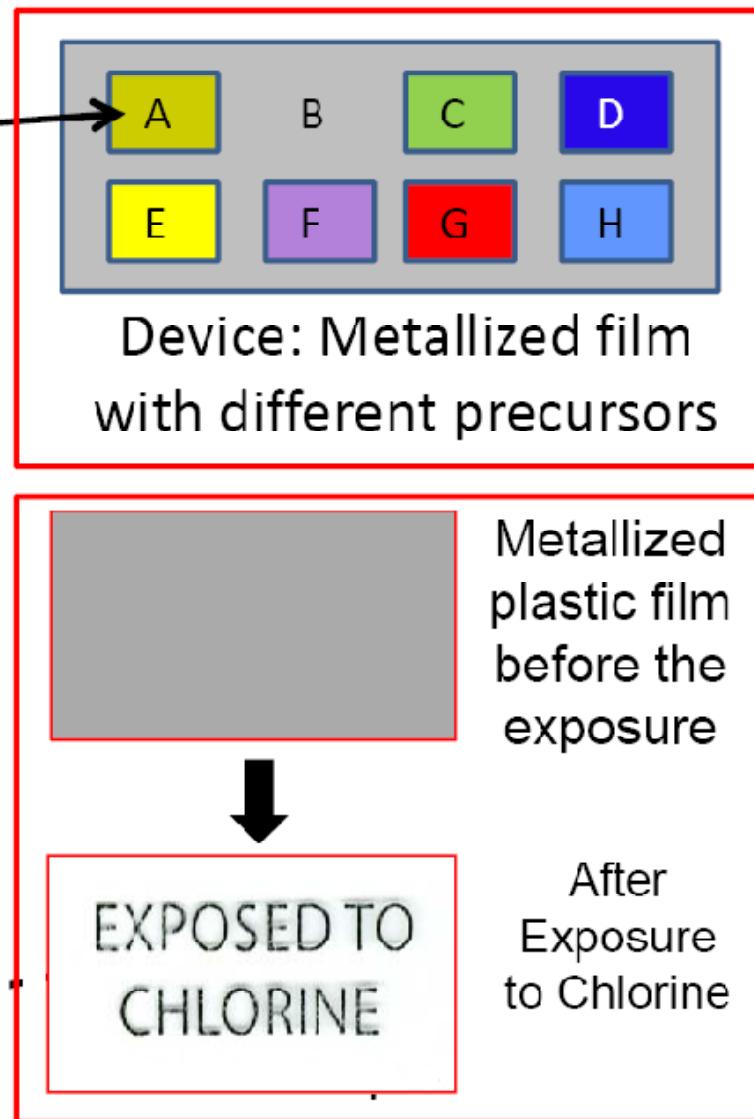 A B C D
E F G H
Device: Metallized film
with different precursors
Metallized
plastic film
before the
exposure
EXPOSED TO
CHLORINE
After
Exposure
to Chlorine